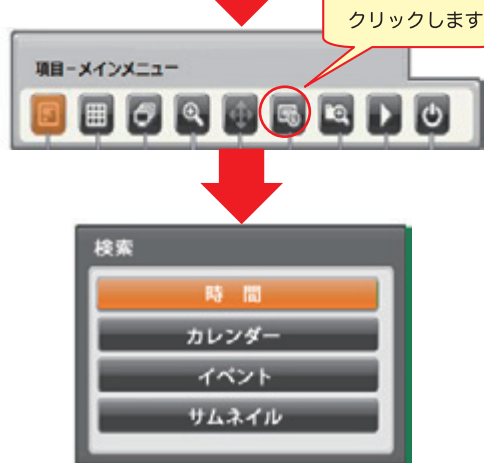 クリックします
項目－メインメニュー
検索
時　間
カレンダー
イベント
サムネイル